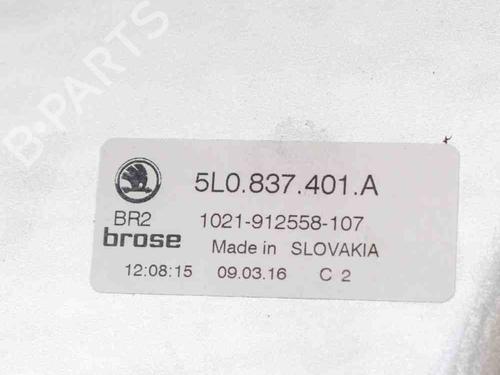 B-PARTS
5L0.837.401.A
BR2
1021-912558-107
brose
Made in SLOVAKIA
12:08:15 09.03.16 C 2